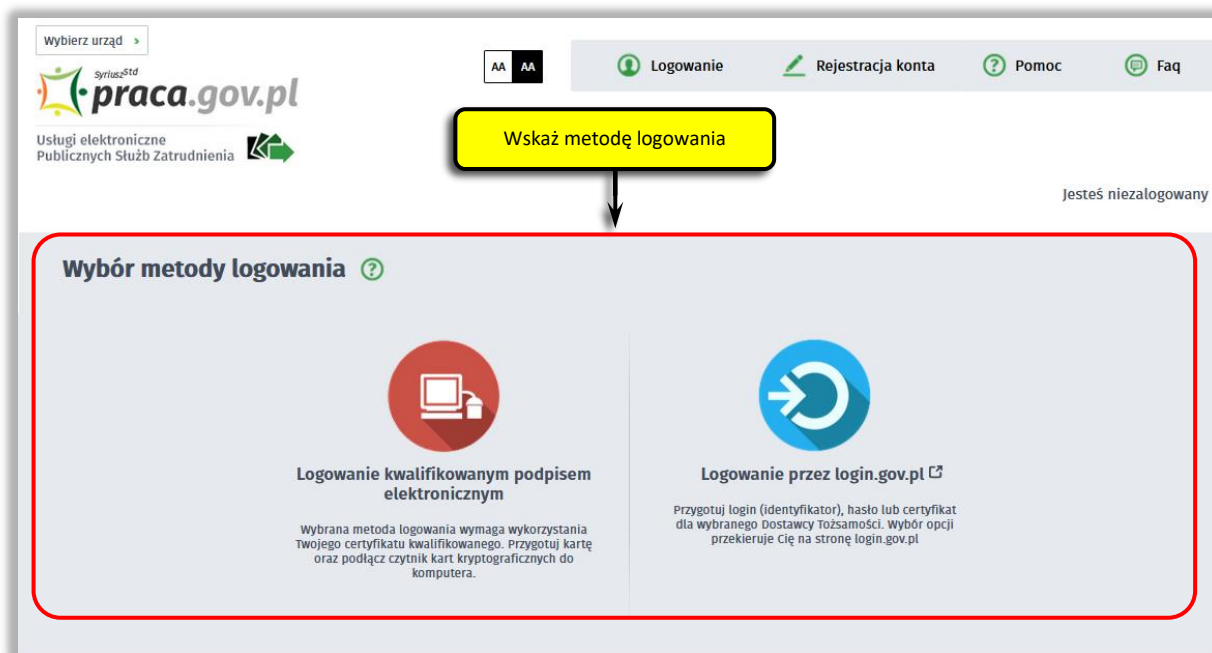 Wybierz urząd
AA AA
Logowanie
Rejestracja konta
Pomoc
Faq
Syriusz Std
praca.gov.pl
Usługi elektroniczne
Publicznych Służb Zatrudnienia
Wskaż metodę logowania
Jesteś niezalogowany
Wybór metody logowania ?
Logowanie kwalifikowanym podpisem
elektronicznym
Wybrana metoda logowania wymaga wykorzystania
Twojego certyfikatu kwalifikowanego. Przygotuj kartę
oraz podłącz czytnik kart kryptograficznych do
komputera.
Logowanie przez login.gov.pl
Przygotuj login (identyfikator), hasło lub certyfikat
dla wybranego Dostawcy Tożsamości. Wybór opcji
przekieruje Cię na stronę login.gov.pl